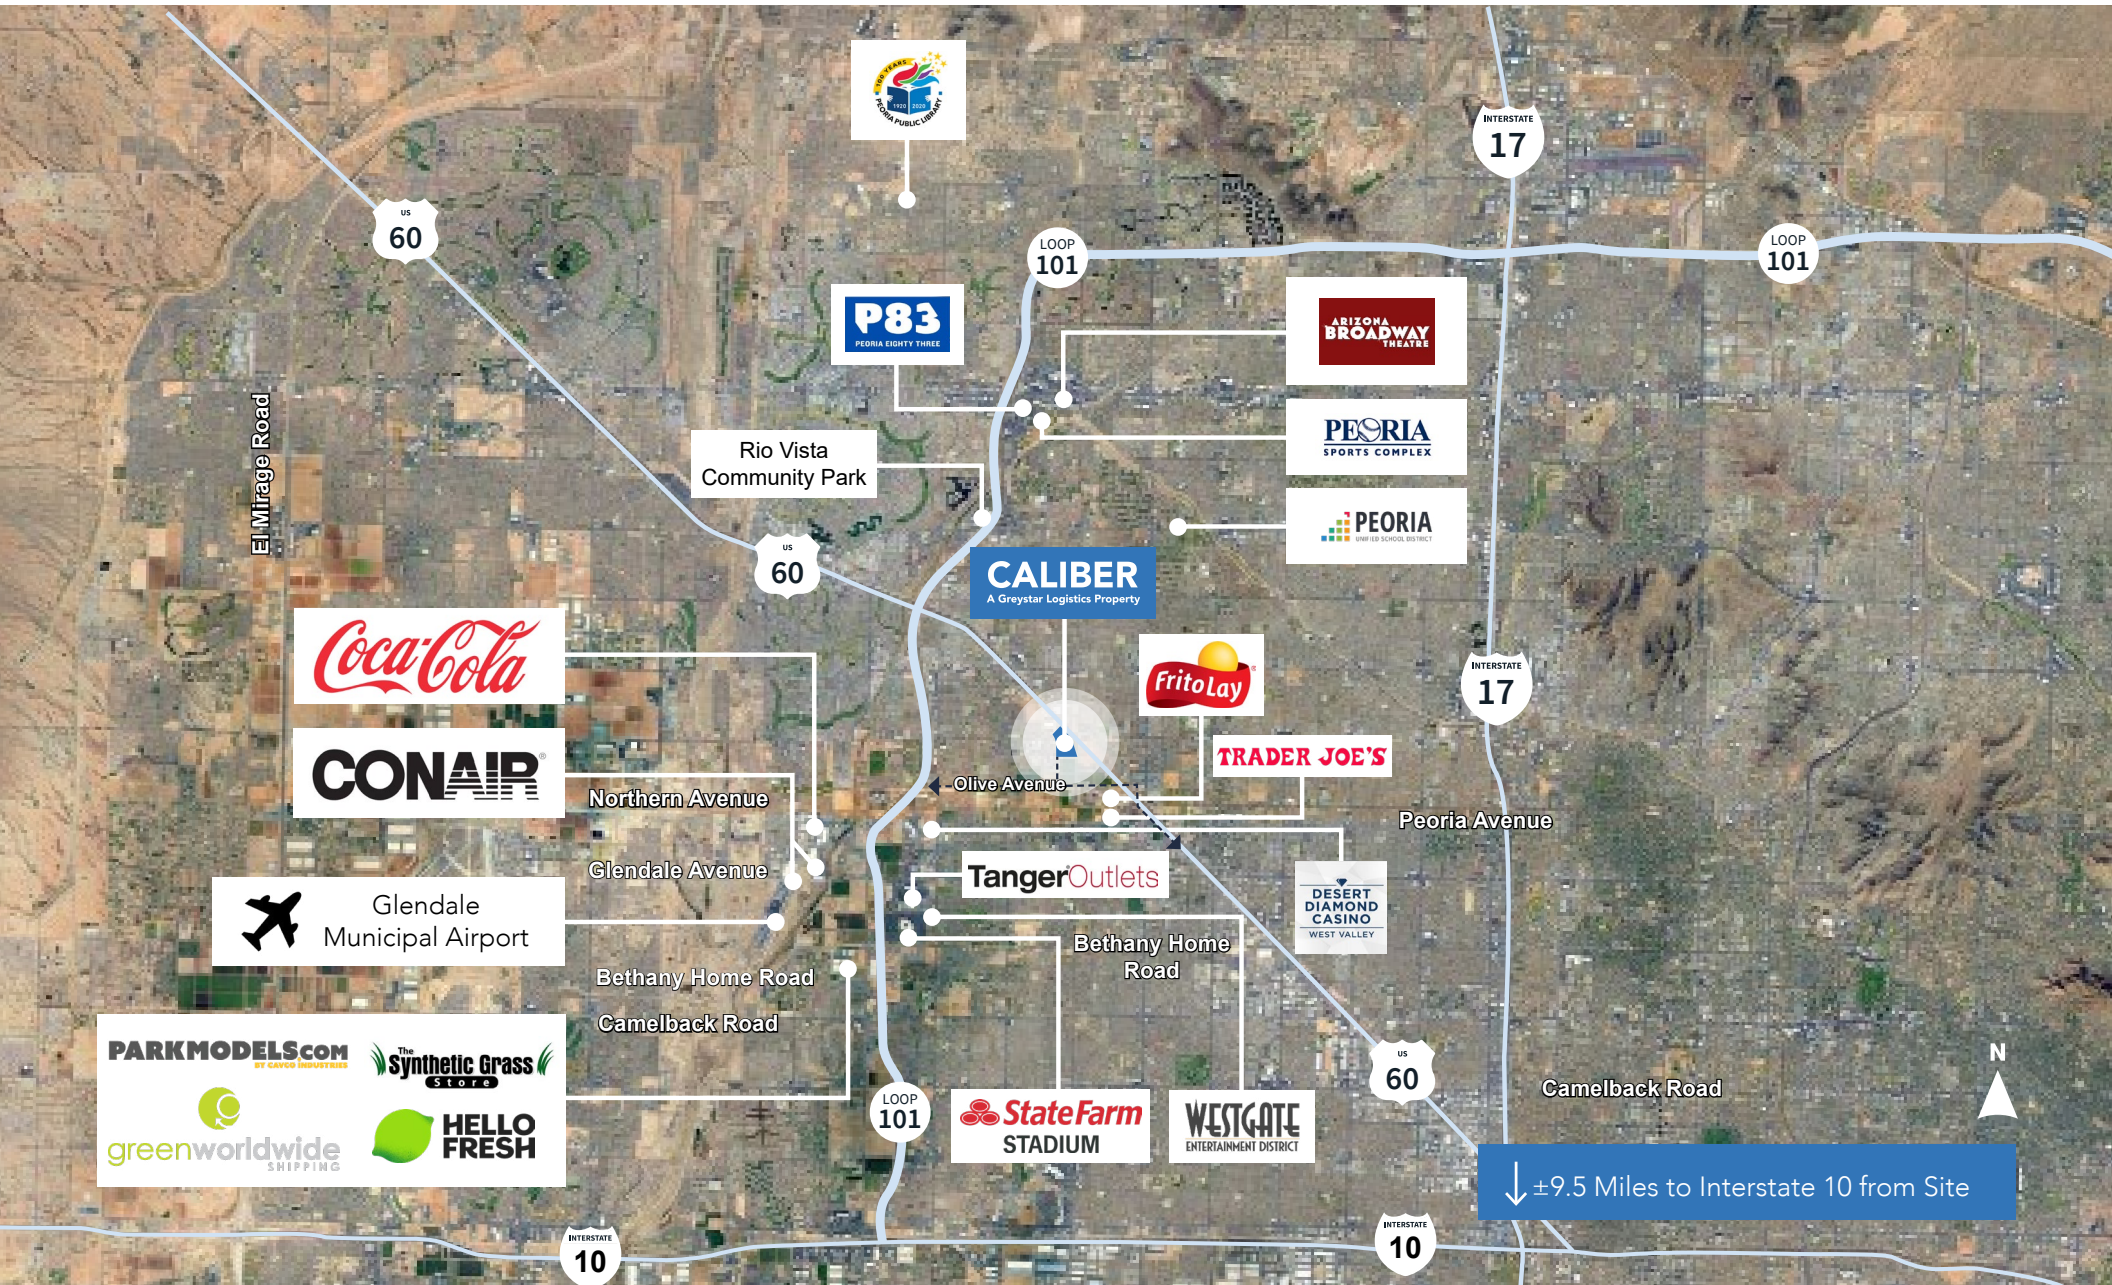 100 YEARS
1920 2020
PEORIA PUBLIC LIBRARY
INTERSTATE
17
US
60
LOOP
101
LOOP
101
P83
PEORIA EIGHTY THREE
ARIZONA
BROADWAY
THEATRE
El Mirage Road
Rio Vista
Community Park
PEORIA
SPORTS COMPLEX
PEORIA
UNIFIED SCHOOL DISTRICT
US
60
CALIBER
A Greystar Logistics Property
Coca-Cola
FritoLay
INTERSTATE
17
CONAIR
TRADER JOE'S
Olive Avenue
Northern Avenue
Peoria Avenue
Glendale Avenue
TangerOutlets
DESERT
DIAMOND
CASINO
WEST VALLEY
Glendale
Municipal Airport
Bethany Home
Road
Bethany Home Road
Camelback Road
PARKMODELS.COM
BY CAVCO INDUSTRIES
The
Synthetic Grass
Store
greenworldwide
SHIPPING
HELLO
FRESH
LOOP
101
StateFarm
STADIUM
WESTGATE
ENTERTAINMENT DISTRICT
US
60
Camelback Road
N
±9.5 Miles to Interstate 10 from Site
INTERSTATE
10
INTERSTATE
10